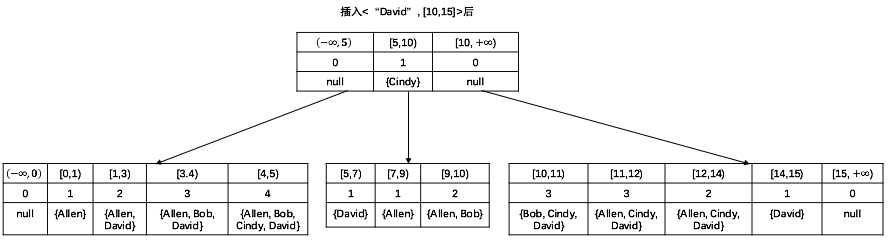 插入<“David”, [10,15]>后
(−∞,5) [5,10) [10, +∞)
0 1 0
null {Cindy} null
(−∞,0) [0,1) [1,3) [3.4) [4,5)
0 1 2 3 4
null {Allen} {Allen, David} {Allen, Bob, David} {Allen, Bob, Cindy, David}
[5,7) [7,9) [9,10)
1 1 2
{David} {Allen} {Allen, Bob}
[10,11) [11,12) [12,14) [14,15) [15, +∞)
3 3 2 1 0
{Bob, Cindy, David} {Allen, Cindy, David} {Allen, Cindy, David} {David} null